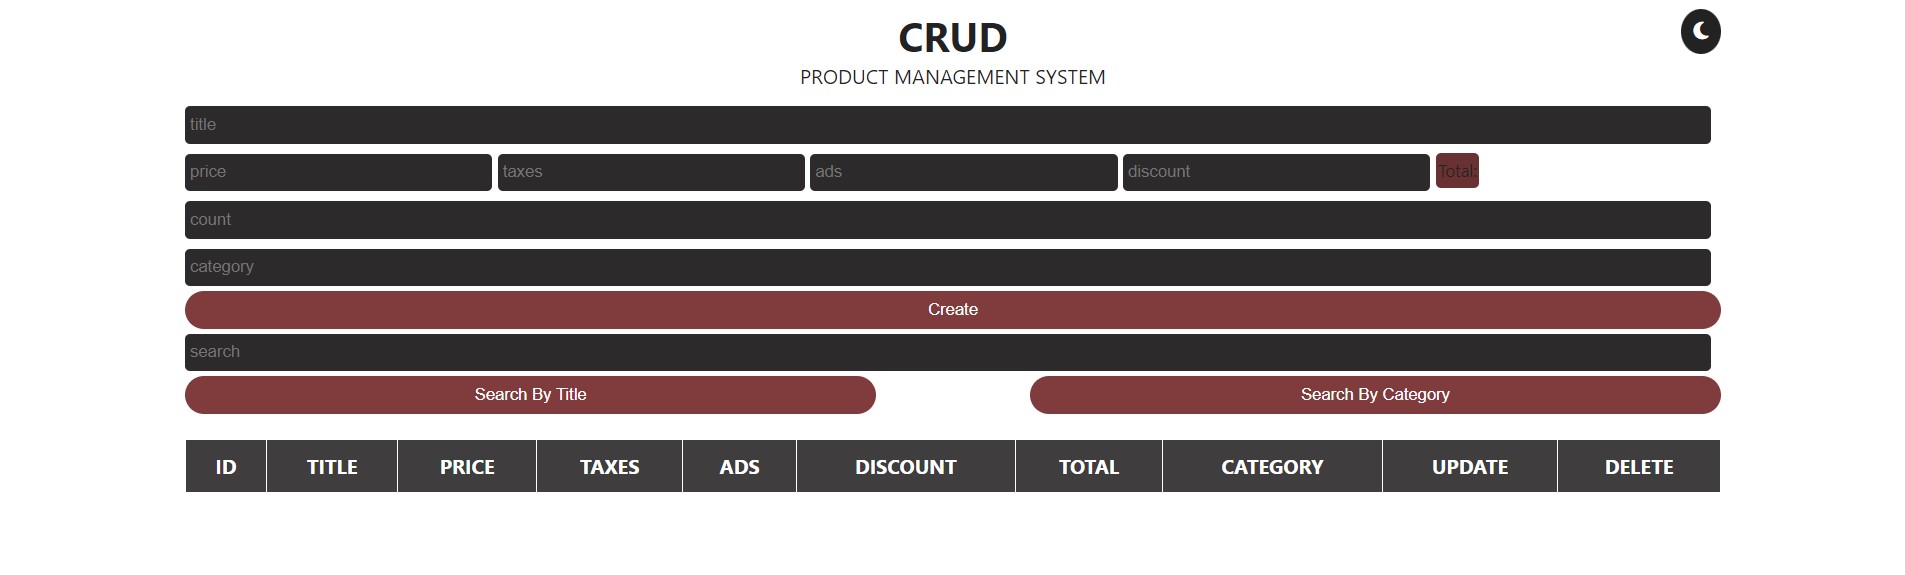 CRUD
PRODUCT MANAGEMENT SYSTEM
title
price taxes ads discount Total:
count
category
Create
search
Search By Title Search By Category
ID TITLE PRICE TAXES ADS DISCOUNT TOTAL CATEGORY UPDATE DELETE